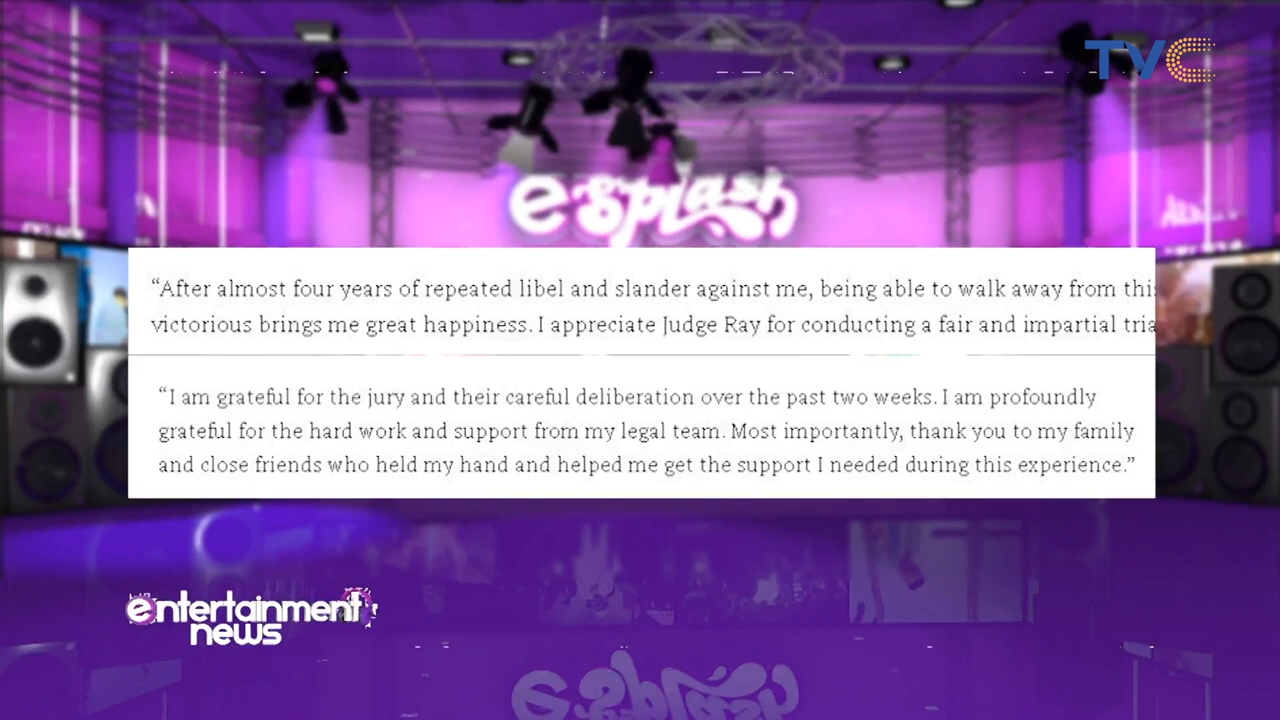 TVC
e-splash
“After almost four years of repeated libel and slander against me, being able to walk away from this
victorious brings me great happiness. I appreciate Judge Ray for conducting a fair and impartial tria
“I am grateful for the jury and their careful deliberation over the past two weeks. I am profoundly
grateful for the hard work and support from my legal team. Most importantly, thank you to my family
and close friends who held my hand and helped me get the support I needed during this experience.”
entertainment
news